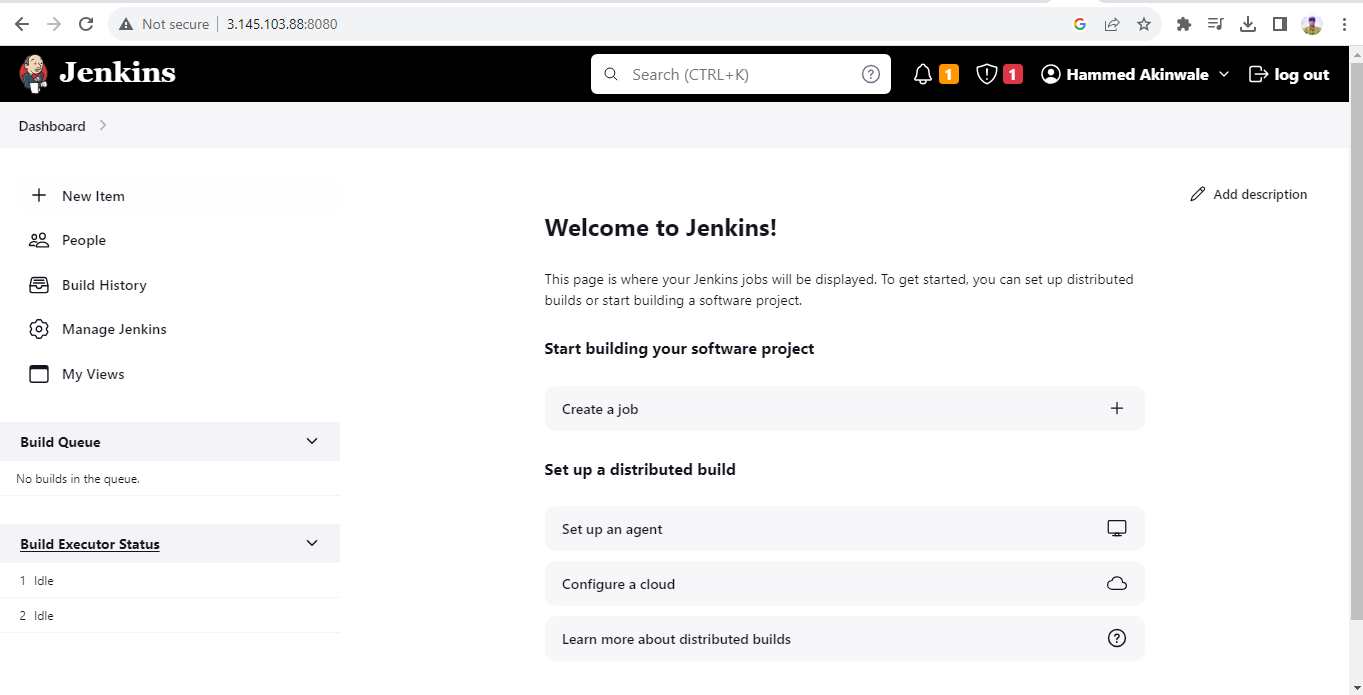 Not secure 3.145.103.88:8080
Jenkins
Search (CTRL+K)
1
1
Hammed Akinwale
log out
Dashboard
New Item
People
Build History
Manage Jenkins
My Views
Build Queue
No builds in the queue.
Build Executor Status
1 Idle
2 Idle
Add description
Welcome to Jenkins!
This page is where your Jenkins jobs will be displayed. To get started, you can set up distributed
builds or start building a software project.
Start building your software project
Create a job
Set up a distributed build
Set up an agent
Configure a cloud
Learn more about distributed builds